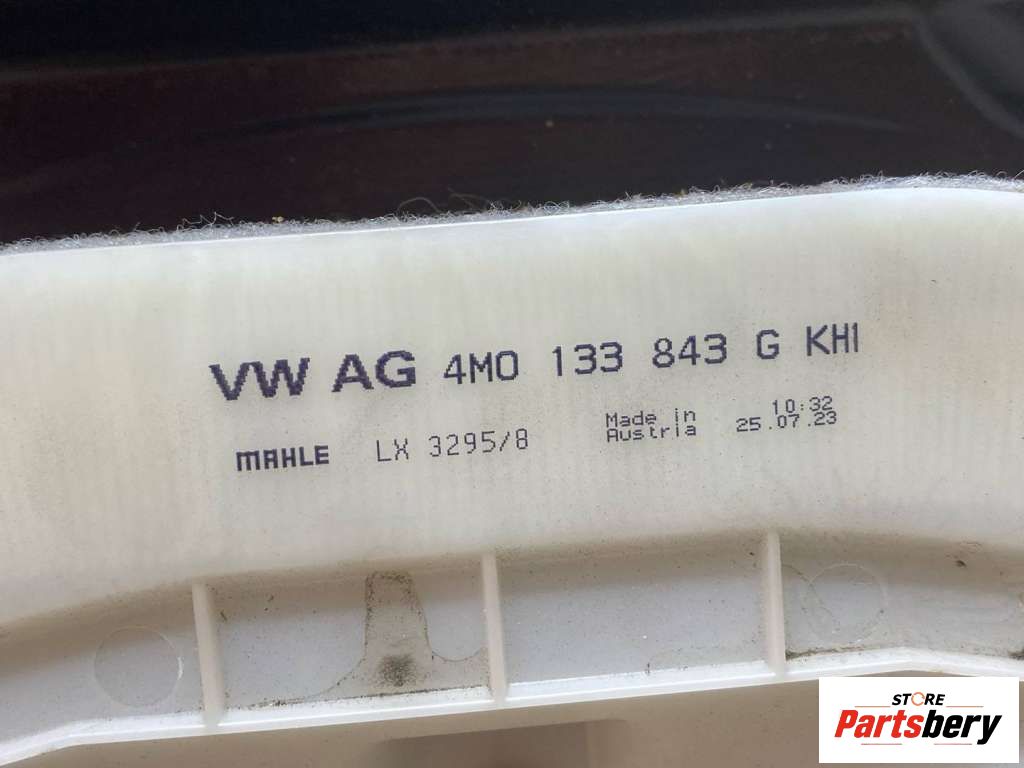 VW AG 4M0 133 843 G KH1
MAHLE LX 3295/8 Made in Austria 10:32 25.07.23
STORE
Partsbery